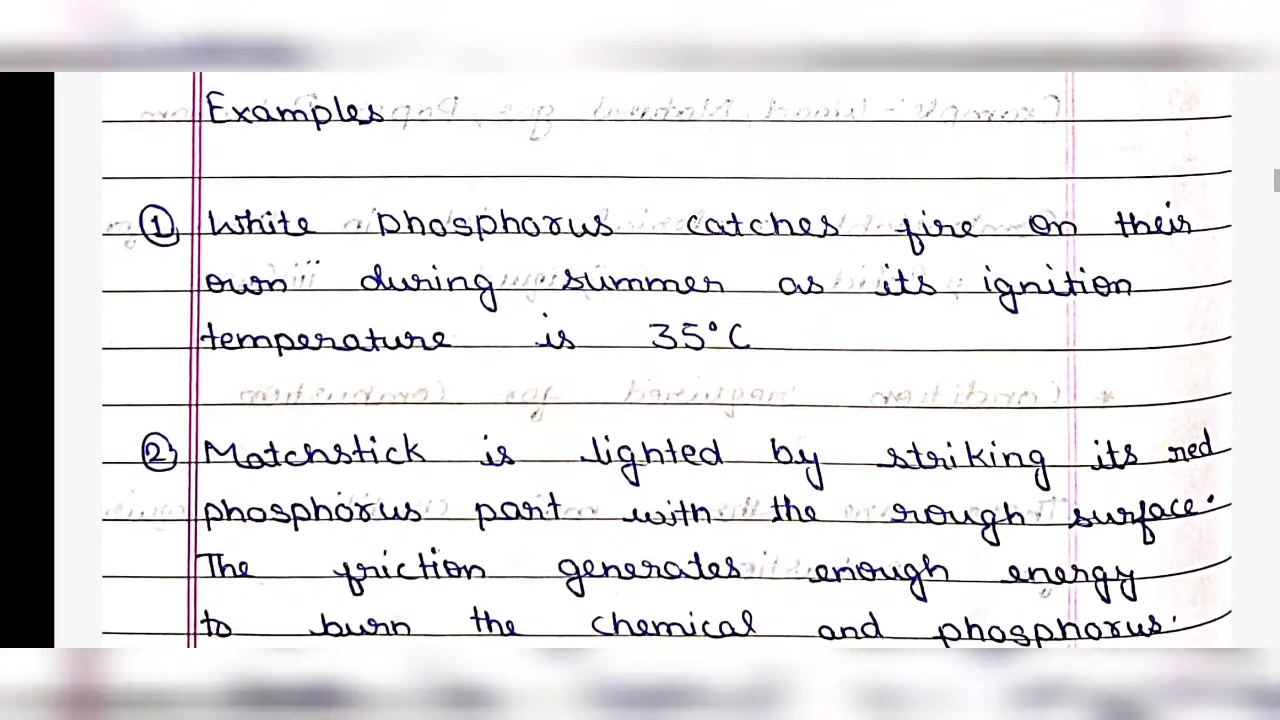 Examples
① White phosphorus catches fire on their
own during summer as its ignition
temperature is 35°C
② Matchstick is lighted by striking its red
phosphorus part with the rough surface.
The friction generates enough energy
to burn the chemical and phosphorus.